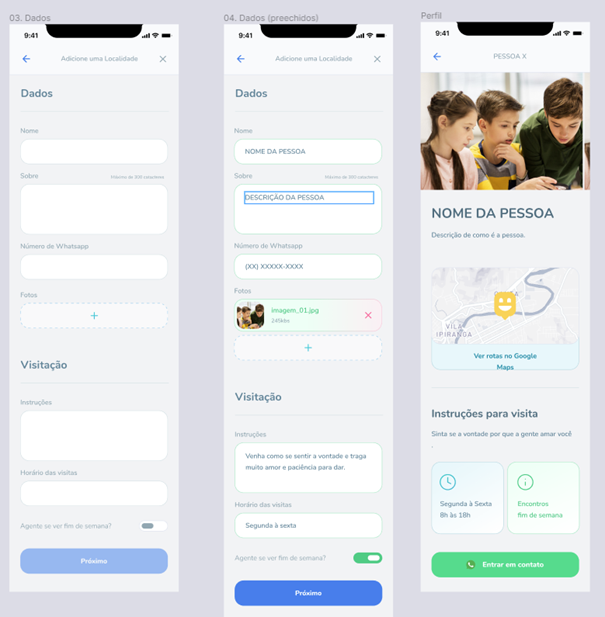 03. Dados
9:41
Adicione uma Localidade
Dados
Nome
Sobre
Máximo de 300 caracteres
Número de Whatsapp
Fotos
+
Visitação
Instruções
Horário das visitas
Agente se ver fim de semana?
Próximo
04. Dados (preechidos)
9:41
Adicione uma Localidade
Dados
Nome
NOME DA PESSOA
Sobre
Máximo de 300 caracteres
DESCRIÇÃO DA PESSOA
Número de Whatsapp
(XX) XXXXX-XXXX
Fotos
imagem_01.jpg
+
Visitação
Instruções
Venha como se sentir a vontade e traga
muito amor e paciência para dar.
Horário das visitas
Segunda à sexta
Agente se ver fim de semana?
Próximo
Perfil
9:41
PESSOA X
NOME DA PESSOA
Descrição de como é a pessoa.
VILA
IPIRANGA
Ver rotas no Google
Maps
Instruções para visita
Sinta se a vontade por que a gente amar você
.
Segunda à Sexta
8h às 18h
Encontros
fim de semana
Entrar em contato